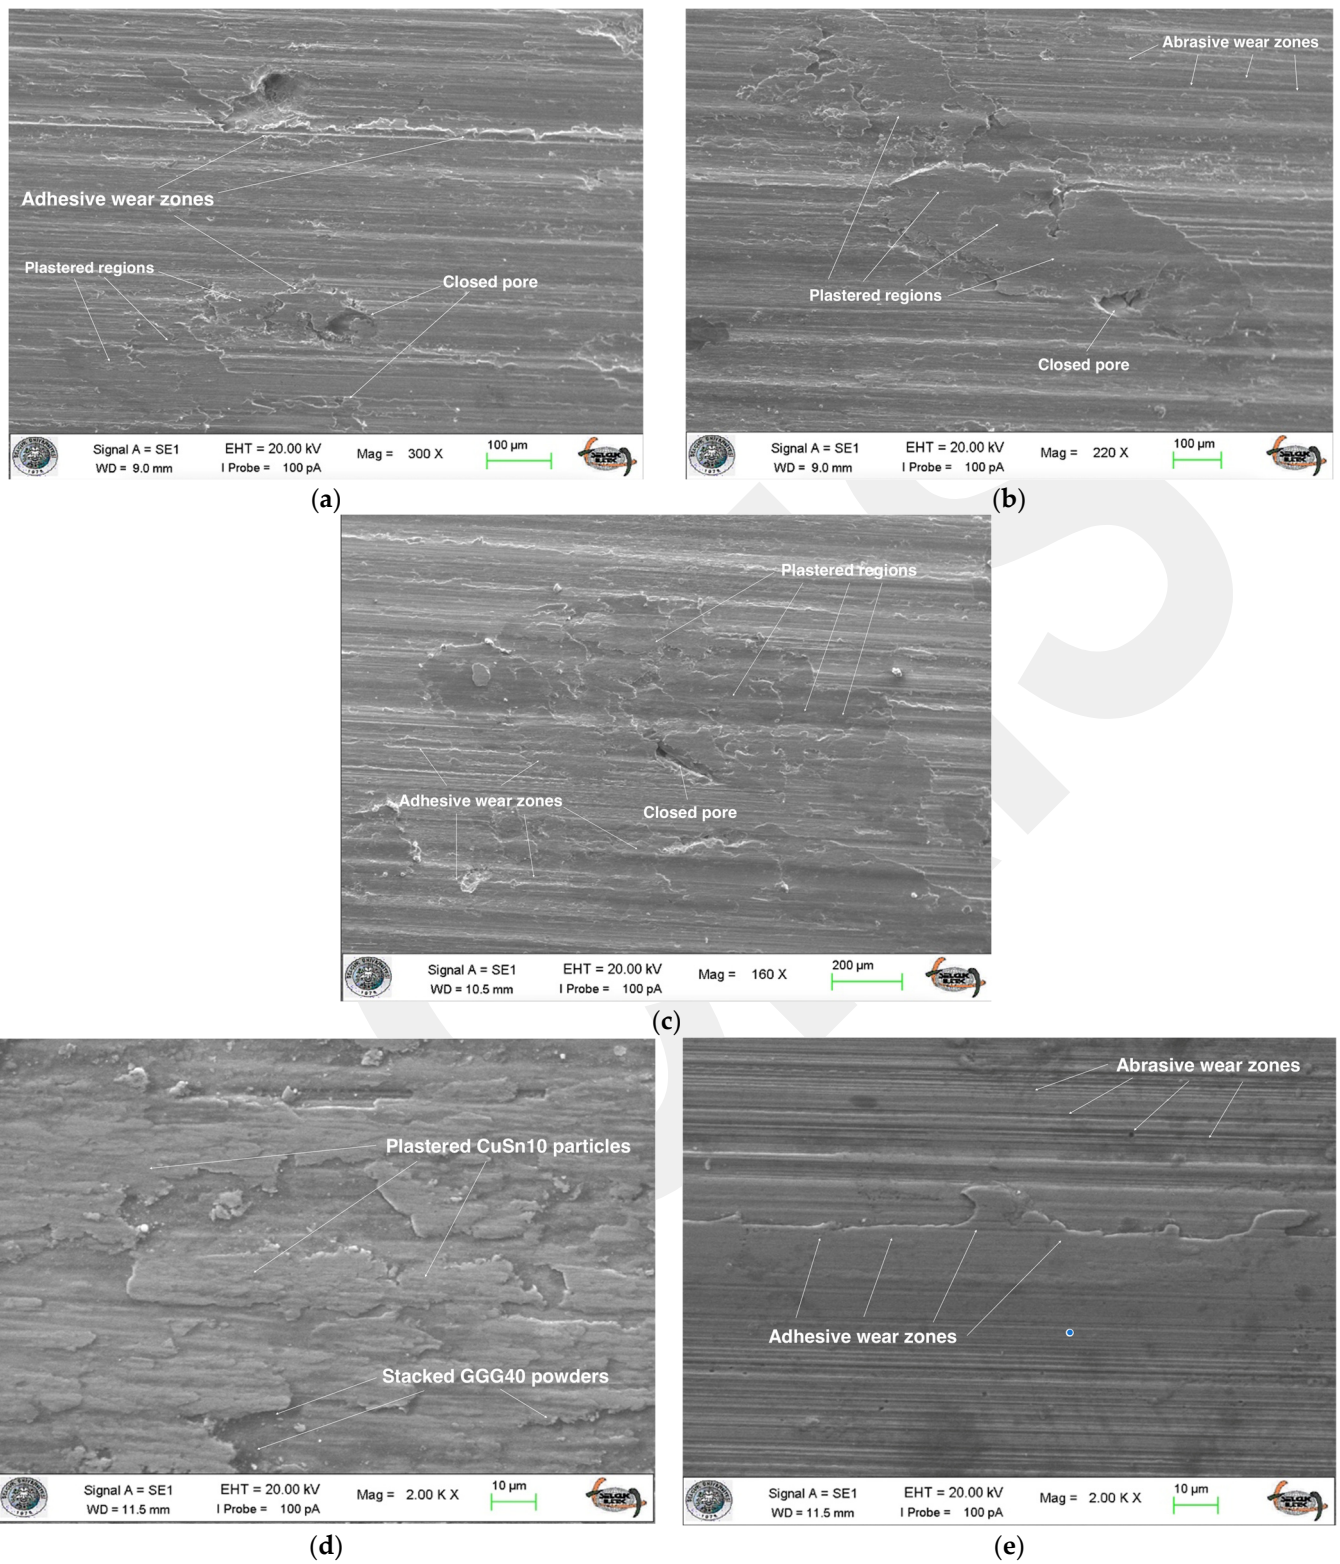 Adhesive wear zones
Plastered regions
Closed pore
Signal A = SE1 EHT = 20.00 kV Mag = 300 X 100 µm
WD = 9.0 mm I Probe = 100 pA
(a)
Abrasive wear zones
Plastered regions
Closed pore
Signal A = SE1 EHT = 20.00 kV Mag = 220 X 100 µm
WD = 9.0 mm I Probe = 100 pA
(b)
Plastered regions
Adhesive wear zones
Closed pore
Signal A = SE1 EHT = 20.00 kV Mag = 160 X 200 µm
WD = 10.5 mm I Probe = 100 pA
(c)
Plastered CuSn10 particles
Stacked GGG40 powders
Signal A = SE1 EHT = 20.00 kV Mag = 2.00 K X 10 µm
WD = 11.5 mm I Probe = 100 pA
(d)
Abrasive wear zones
Adhesive wear zones
Signal A = SE1 EHT = 20.00 kV Mag = 2.00 K X 10 µm
WD = 11.5 mm I Probe = 100 pA
(e)